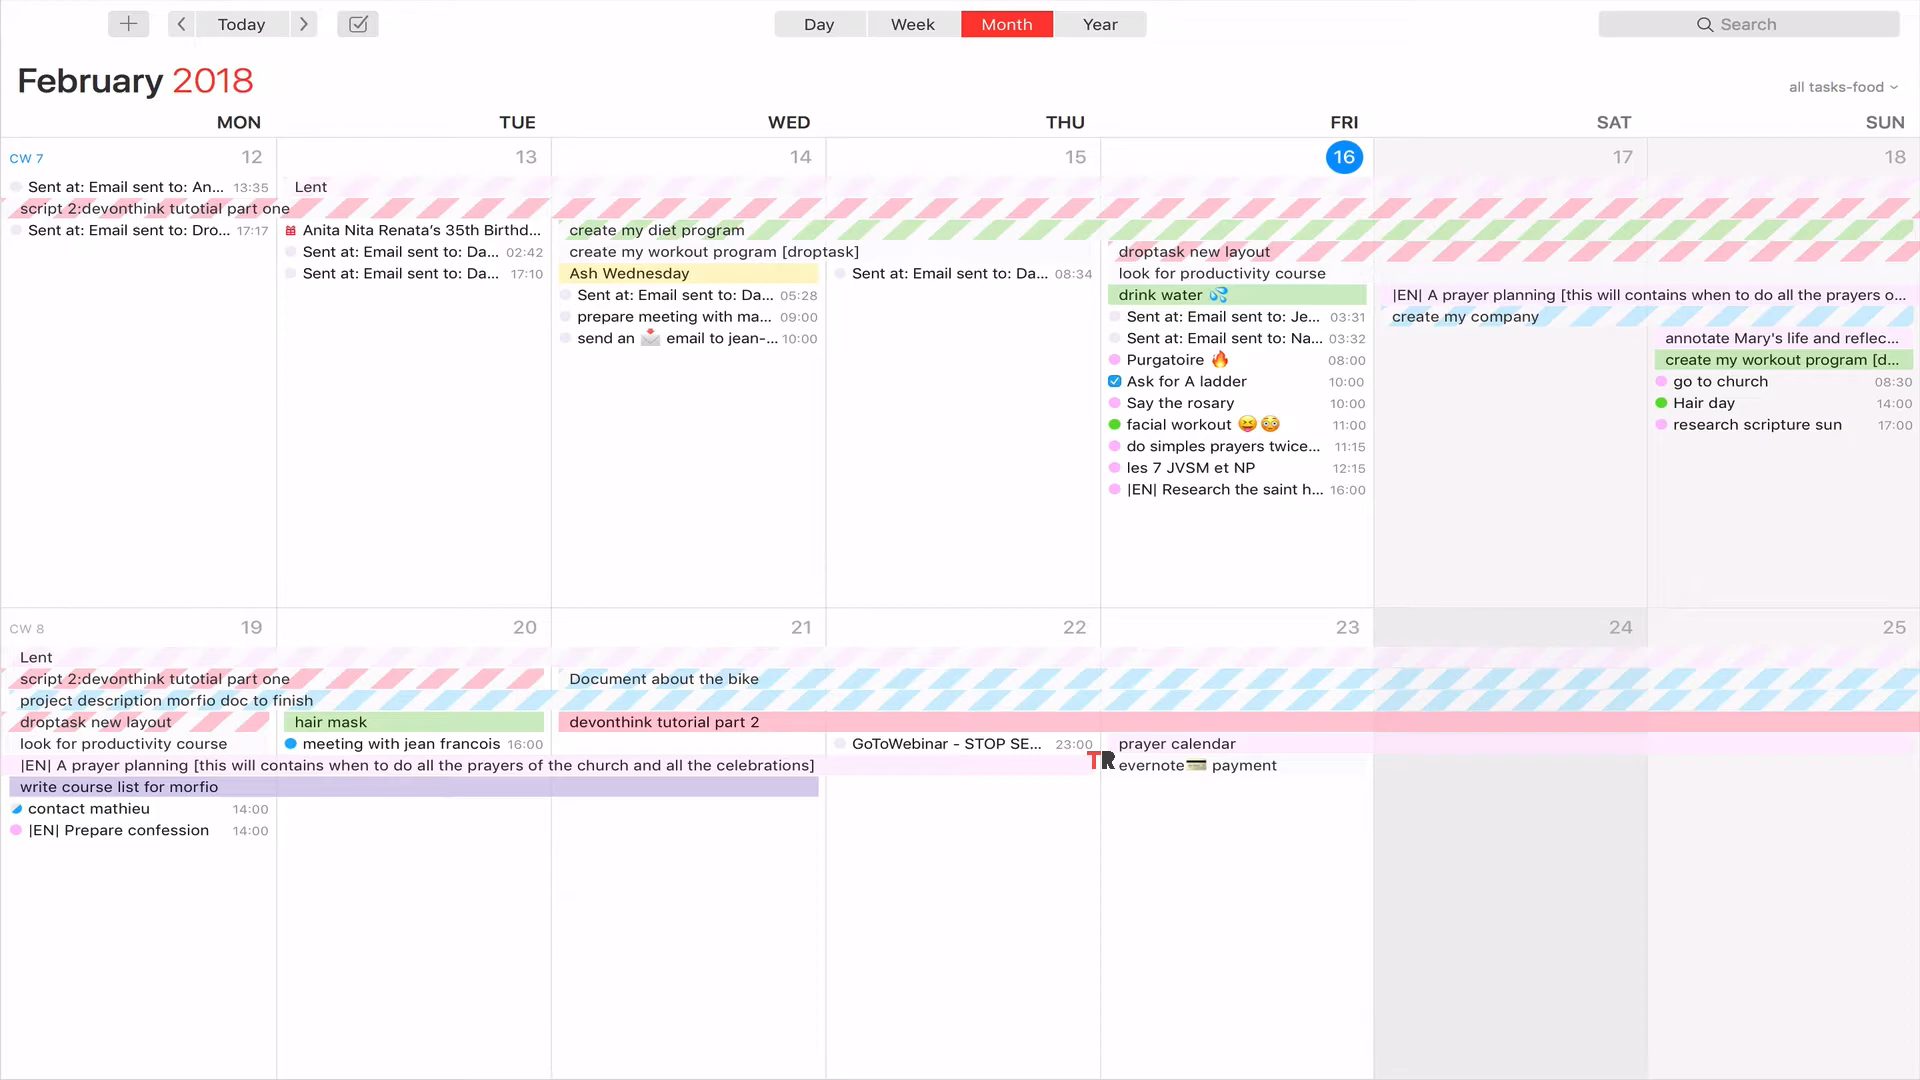 Today
Day Week Month Year
Search
February 2018
all tasks-food
MON TUE WED THU FRI SAT SUN
CW 7 12 13 14 15 16 17 18
Sent at: Email sent to: An... 13:35
Lent
script 2:devonthink tutotial part one
Sent at: Email sent to: Dro... 17:17
Anita Nita Renata’s 35th Birthd...
Sent at: Email sent to: Da... 02:42
Sent at: Email sent to: Da... 17:10
create my diet program
create my workout program [droptask]
Ash Wednesday
Sent at: Email sent to: Da... 05:28
prepare meeting with ma... 09:00
send an 📩 email to jean-... 10:00
Sent at: Email sent to: Da... 08:34
droptask new layout
look for productivity course
drink water 💦
Sent at: Email sent to: Je... 03:31
Sent at: Email sent to: Na... 03:32
Purgatoire 🔥 08:00
Ask for A ladder 10:00
Say the rosary 10:00
facial workout 😝😳 11:00
do simples prayers twice... 11:15
les 7 JVSM et NP 12:15
|EN| Research the saint h... 16:00
|EN| A prayer planning [this will contains when to do all the prayers o...
create my company
annotate Mary's life and reflec...
create my workout program [d...
go to church 08:30
Hair day 14:00
research scripture sun 17:00
CW 8 19 20 21 22 23 24 25
Lent
script 2:devonthink tutotial part one
project description morfio doc to finish
droptask new layout
look for productivity course
|EN| A prayer planning [this will contains when to do all the prayers of the church and all the celebrations]
write course list for morfio
contact mathieu 14:00
|EN| Prepare confession 14:00
hair mask
meeting with jean francois 16:00
Document about the bike
devonthink tutorial part 2
GoToWebinar - STOP SE... 23:00
TR
prayer calendar
evernote💳 payment